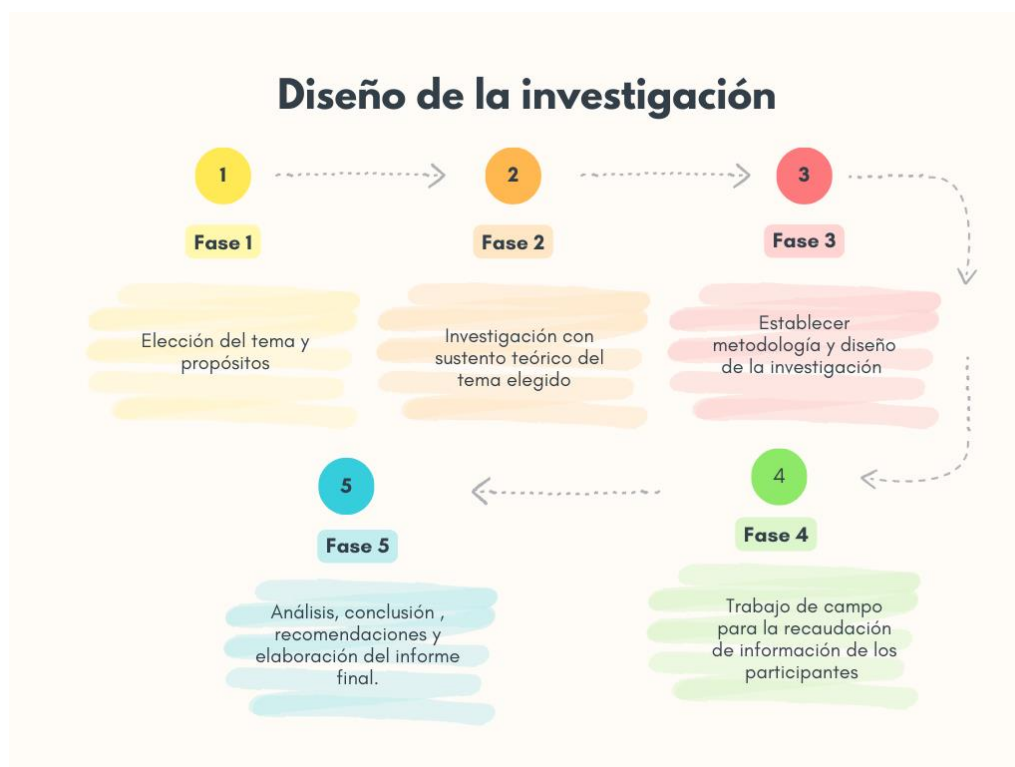 Diseño de la investigación
1
Fase 1
Elección del tema y
propósitos
2
Fase 2
Investigación con
sustento teórico del
tema elegido
3
Fase 3
Establecer
metodología y diseño
de la investigación
4
Fase 4
Trabajo de campo
para la recaudación
de información de los
participantes
5
Fase 5
Análisis, conclusión ,
recomendaciones y
elaboración del informe
final.